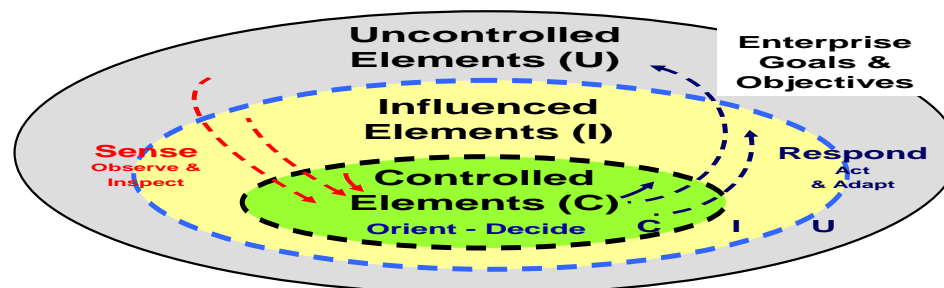 Uncontrolled
Elements (U)
Enterprise
Goals &
Objectives
Influenced
Elements (I)
Sense
Observe &
Inspect
Respond
Act
& Adapt
Controlled
Elements (C)
Orient - Decide
C I U